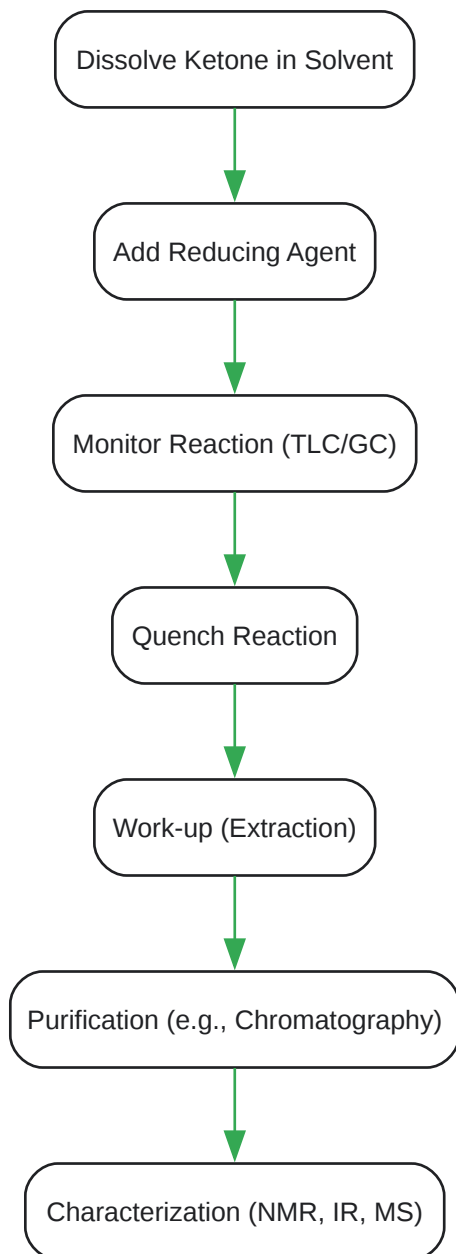 Dissolve Ketone in Solvent
Add Reducing Agent
Monitor Reaction (TLC/GC)
Quench Reaction
Work-up (Extraction)
Purification (e.g., Chromatography)
Characterization (NMR, IR, MS)